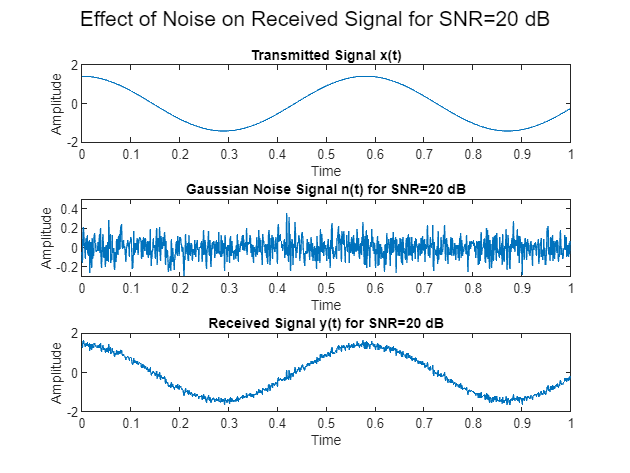 Effect of Noise on Received Signal for SNR=20 dB
Transmitted Signal x(t)
Amplitude
2
0
-2
0 0.1 0.2 0.3 0.4 0.5 0.6 0.7 0.8 0.9 1
Time
Gaussian Noise Signal n(t) for SNR=20 dB
Amplitude
0.4
0.2
0
-0.2
0 0.1 0.2 0.3 0.4 0.5 0.6 0.7 0.8 0.9 1
Time
Received Signal y(t) for SNR=20 dB
Amplitude
2
0
-2
0 0.1 0.2 0.3 0.4 0.5 0.6 0.7 0.8 0.9 1
Time